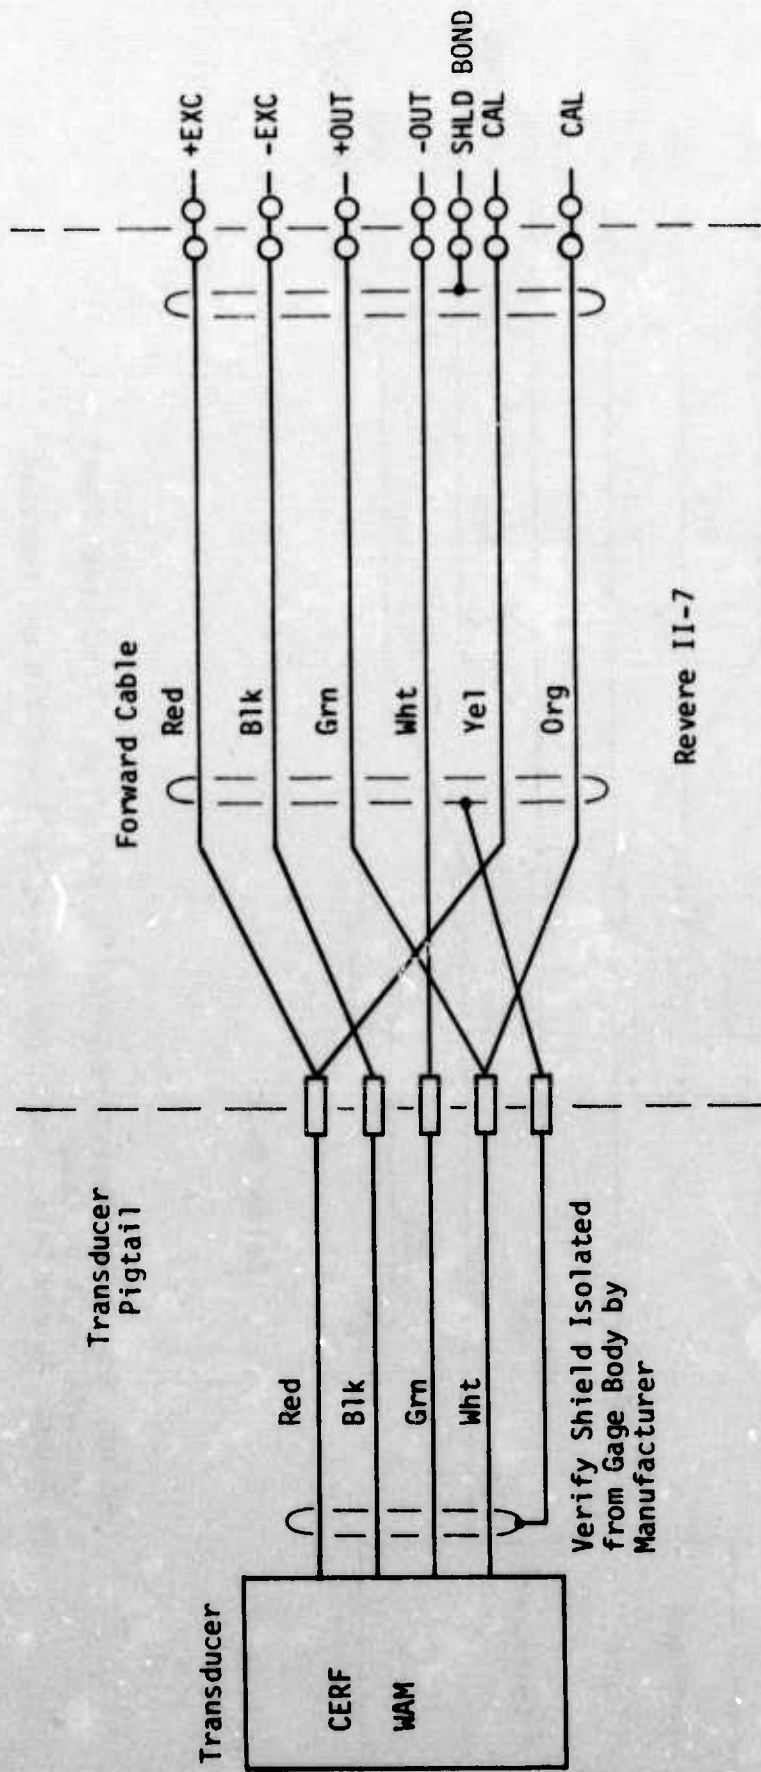 Transducer
CERF
WAM
Transducer
Pigtail
Red
Blk
Grn
Wht
Verify Shield Isolated
from Gage Body by
Manufacturer
Forward Cable
Red
Blk
Grn
Wht
Yel
Org
Revere II-7
+EXC
-EXC
+OUT
-OUT
SHLD BOND
CAL
CAL